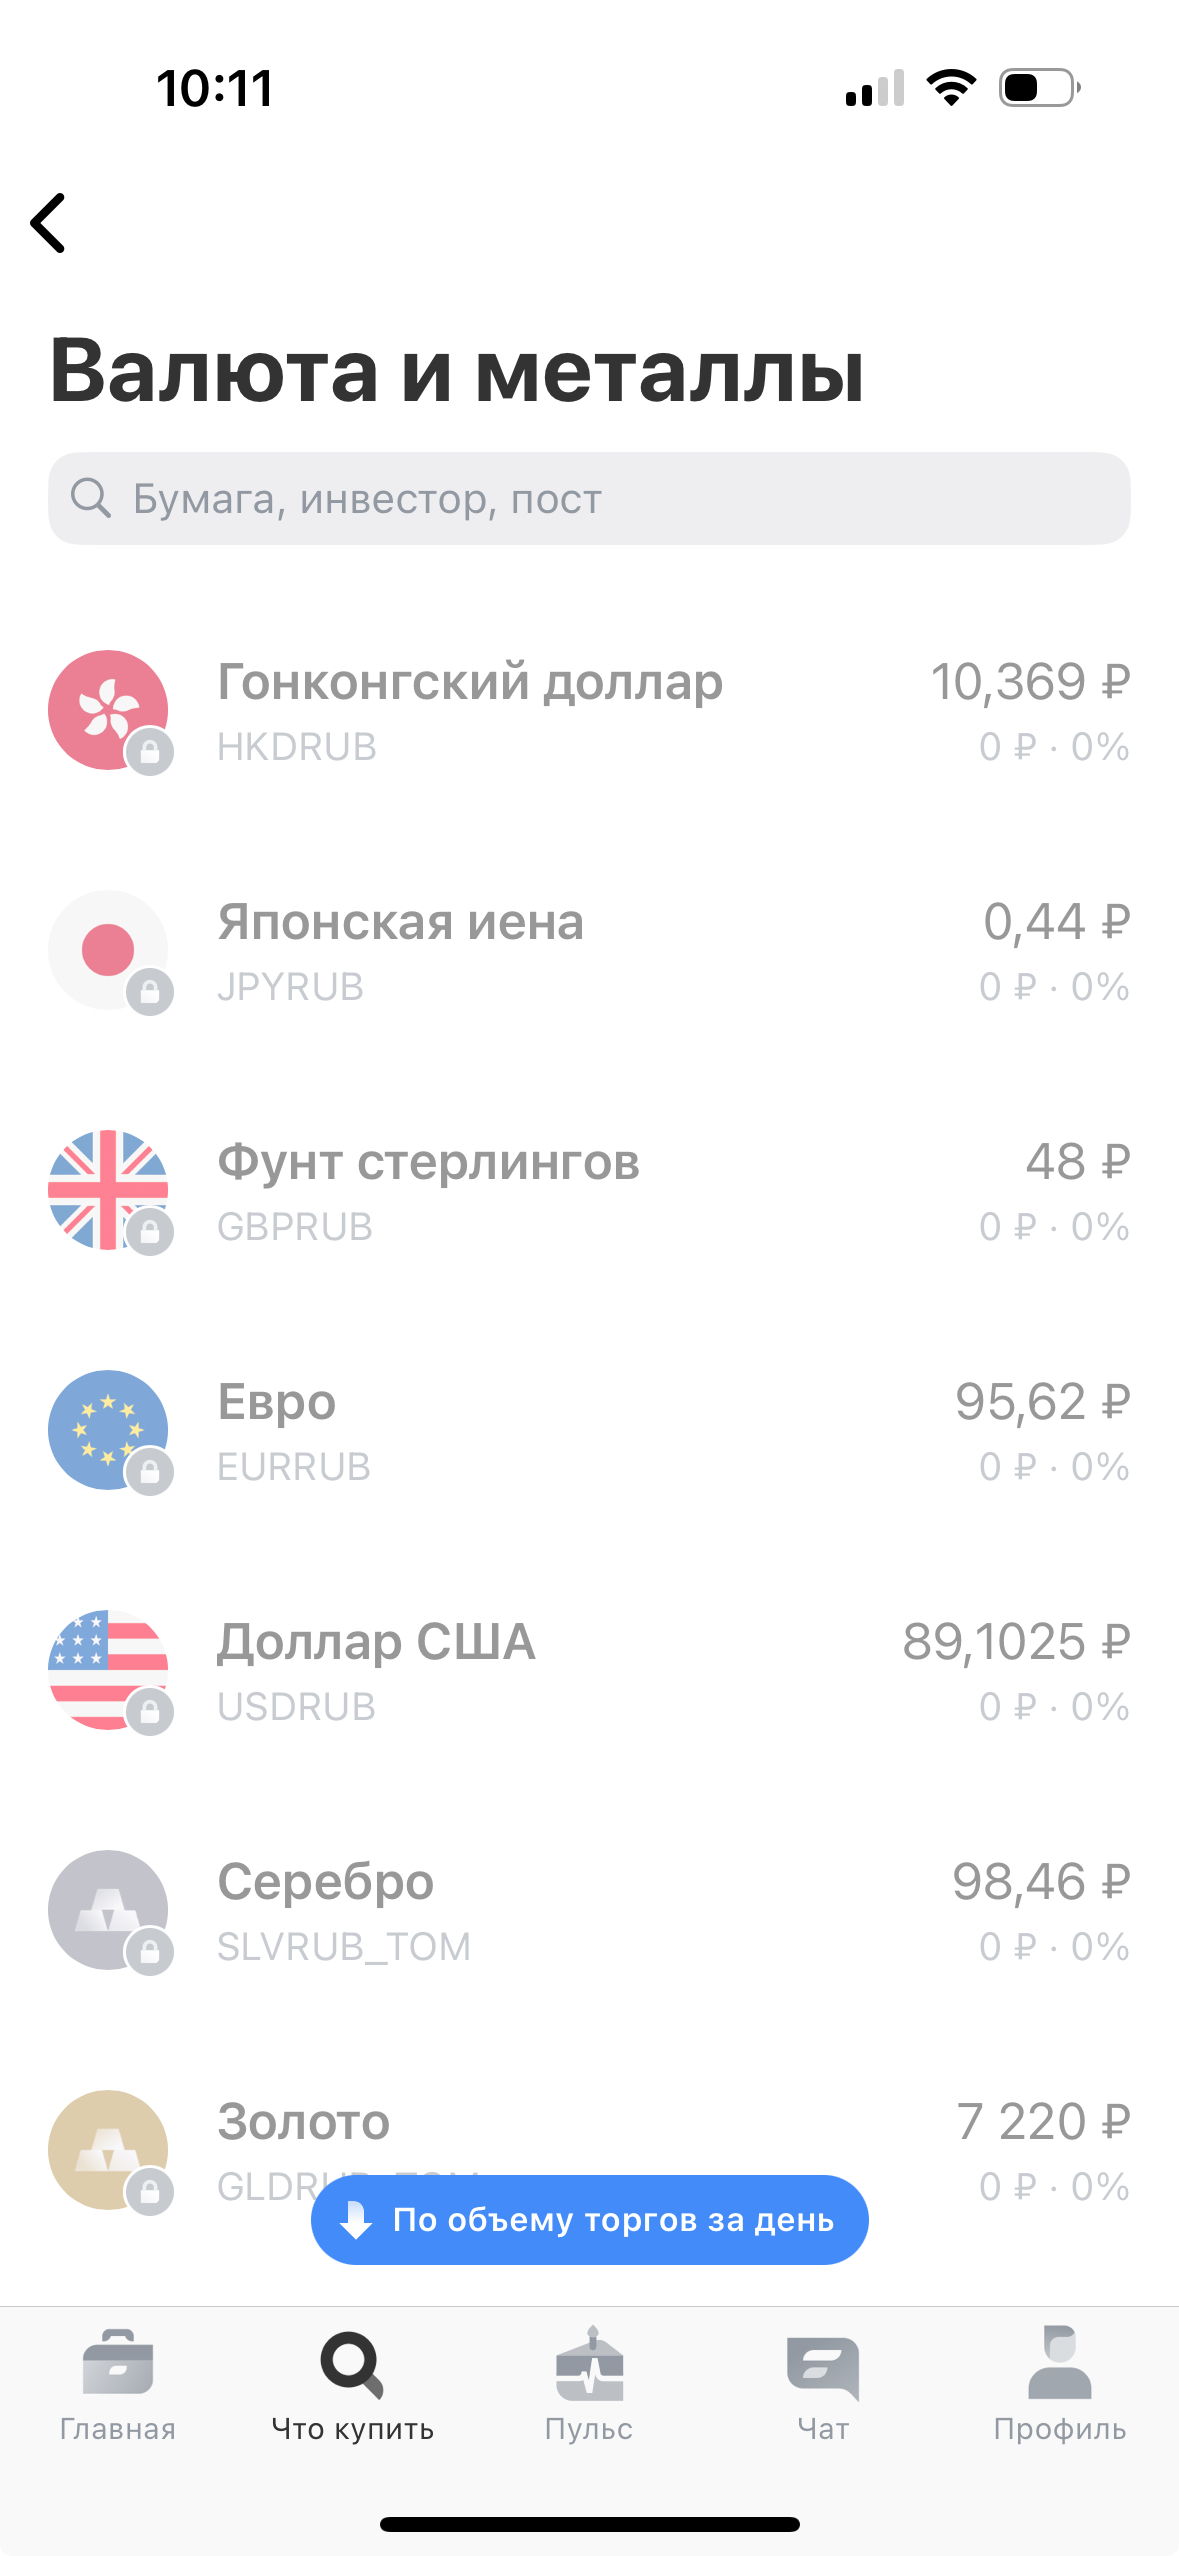 10:11
Валюта и металлы
Бумага, инвестор, пост
Гонконгский доллар
10,369 ₽
HKDRUB
0 ₽ · 0%
Японская иена
0,44 ₽
JPYRUB
0 ₽ · 0%
Фунт стерлингов
48 ₽
GBPRUB
0 ₽ · 0%
Евро
95,62 ₽
EURRUB
0 ₽ · 0%
Доллар США
89,1025 ₽
USDRUB
0 ₽ · 0%
Серебро
98,46 ₽
SLVRUB_TOM
0 ₽ · 0%
Золото
7 220 ₽
0 ₽ · 0%
По объему торгов за день
Главная
Что купить
Пульс
Чат
Профиль